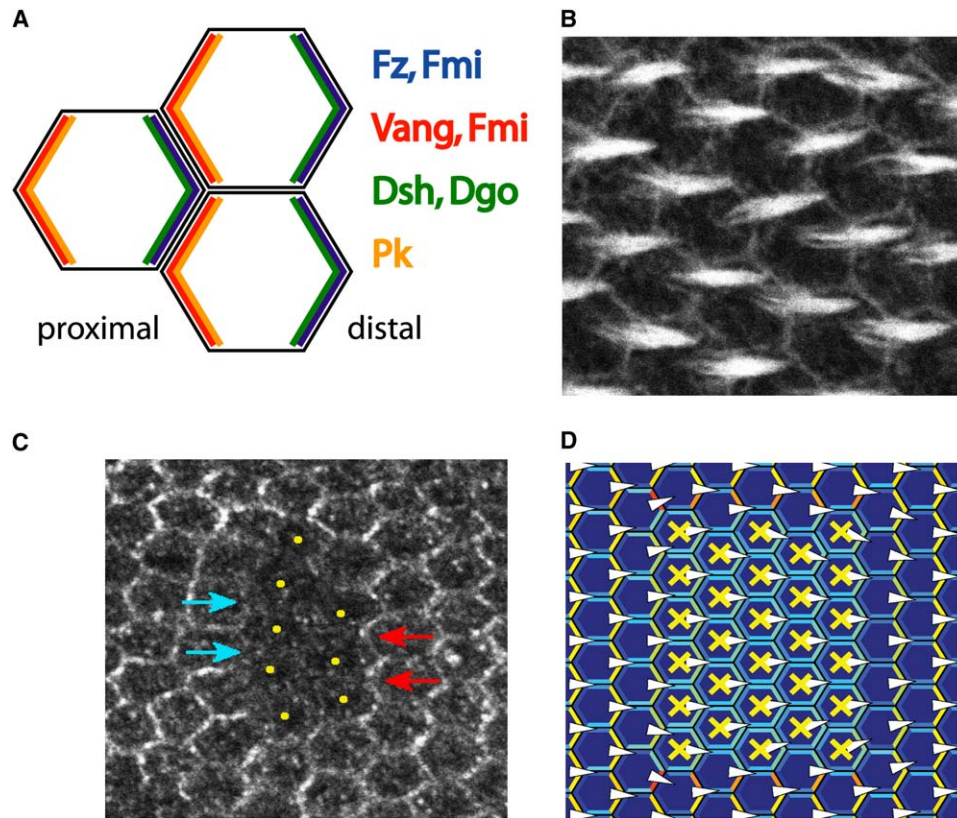 A
Fz, Fmi
Vang, Fmi
Dsh, Dgo
Pk
proximal
distal
B
C
D